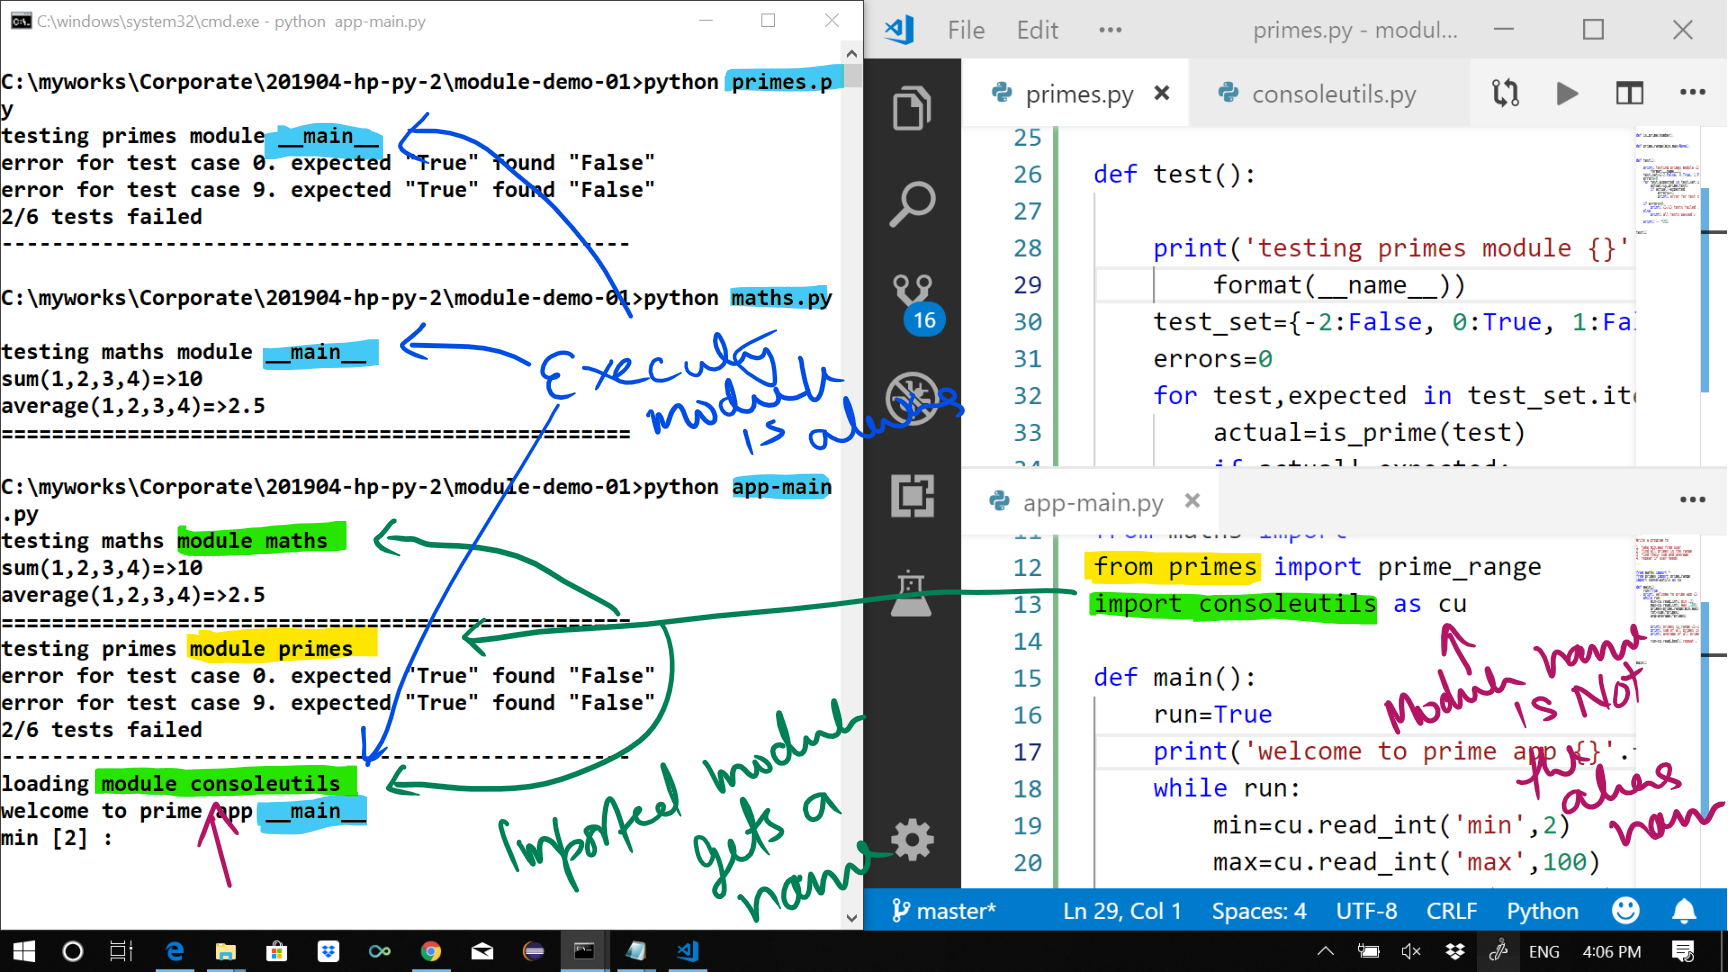 C:\windows\system32\cmd.exe - python app-main.py
C:\myworks\Corporate\201904-hp-py-2\module-demo-01>python primes.p
y
testing primes module __main__
error for test case 0. expected "True" found "False"
error for test case 9. expected "True" found "False"
2/6 tests failed
--------------------------------------------------
C:\myworks\Corporate\201904-hp-py-2\module-demo-01>python maths.py
testing maths module __main__
sum(1,2,3,4)=>10
average(1,2,3,4)=>2.5
==================================================
C:\myworks\Corporate\201904-hp-py-2\module-demo-01>python app-main
.py
testing maths module maths
sum(1,2,3,4)=>10
average(1,2,3,4)=>2.5
==================================================
testing primes module primes
error for test case 0. expected "True" found "False"
error for test case 9. expected "True" found "False"
2/6 tests failed
--------------------------------------------------
loading module consoleutils
welcome to prime app __main__
min [2] :
module
is always
Imported module
gets a
name
File Edit ••• primes.py - modul...
primes.py consoleutils.py
16
25
26 def test():
27
28 print('testing primes module {}'
29 format(__name__))
30 test_set={-2:False, 0:True, 1:Fa
31 errors=0
32 for test,expected in test_set.ite
33 actual=is_prime(test)
app-main.py
12 from primes import prime_range
13 import consoleutils as cu
14
15 def main():
16 run=True
17 print('welcome to prime app {}'.
18 while run:
19 min=cu.read_int('min',2)
20 max=cu.read_int('max',100)
Module name
is NOT
the
alias
name
master* Ln 29, Col 1 Spaces: 4 UTF-8 CRLF Python
ENG 4:06 PM